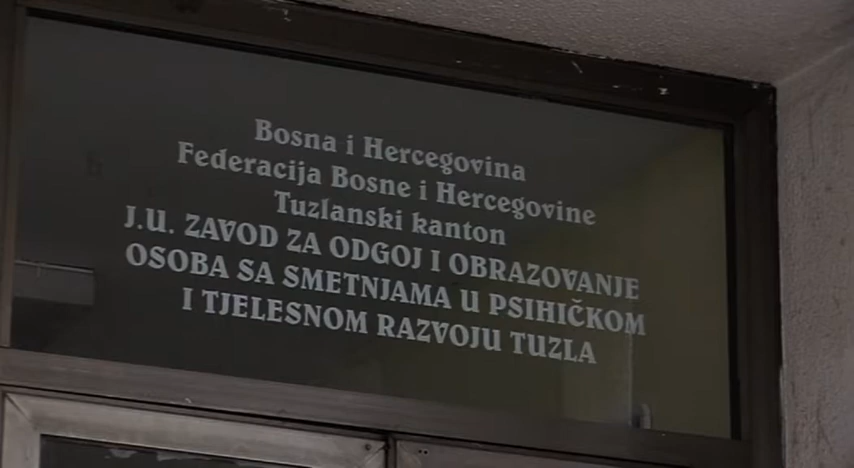 Bosna i Hercegovina
Federacija Bosne i Hercegovine
Tuzlanski kanton
J.U. ZAVOD ZA ODGOJ I OBRAZOVANJE
OSOBA SA SMETNJAMA U PSIHIČKOM
I TJELESNOM RAZVOJU TUZLA